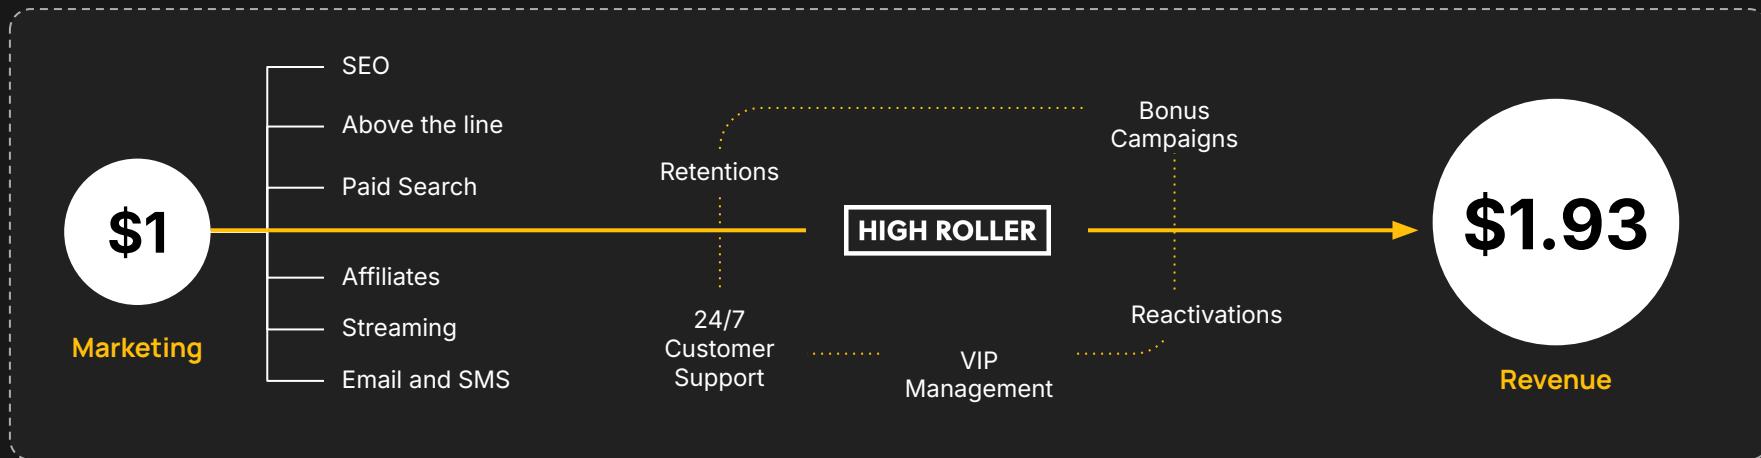 $1
Marketing
SEO
Above the line
Paid Search
Affiliates
Streaming
Email and SMS
Retentions
24/7
Customer
Support
HIGH ROLLER
VIP
Management
Bonus
Campaigns
Reactivations
$1.93
Revenue